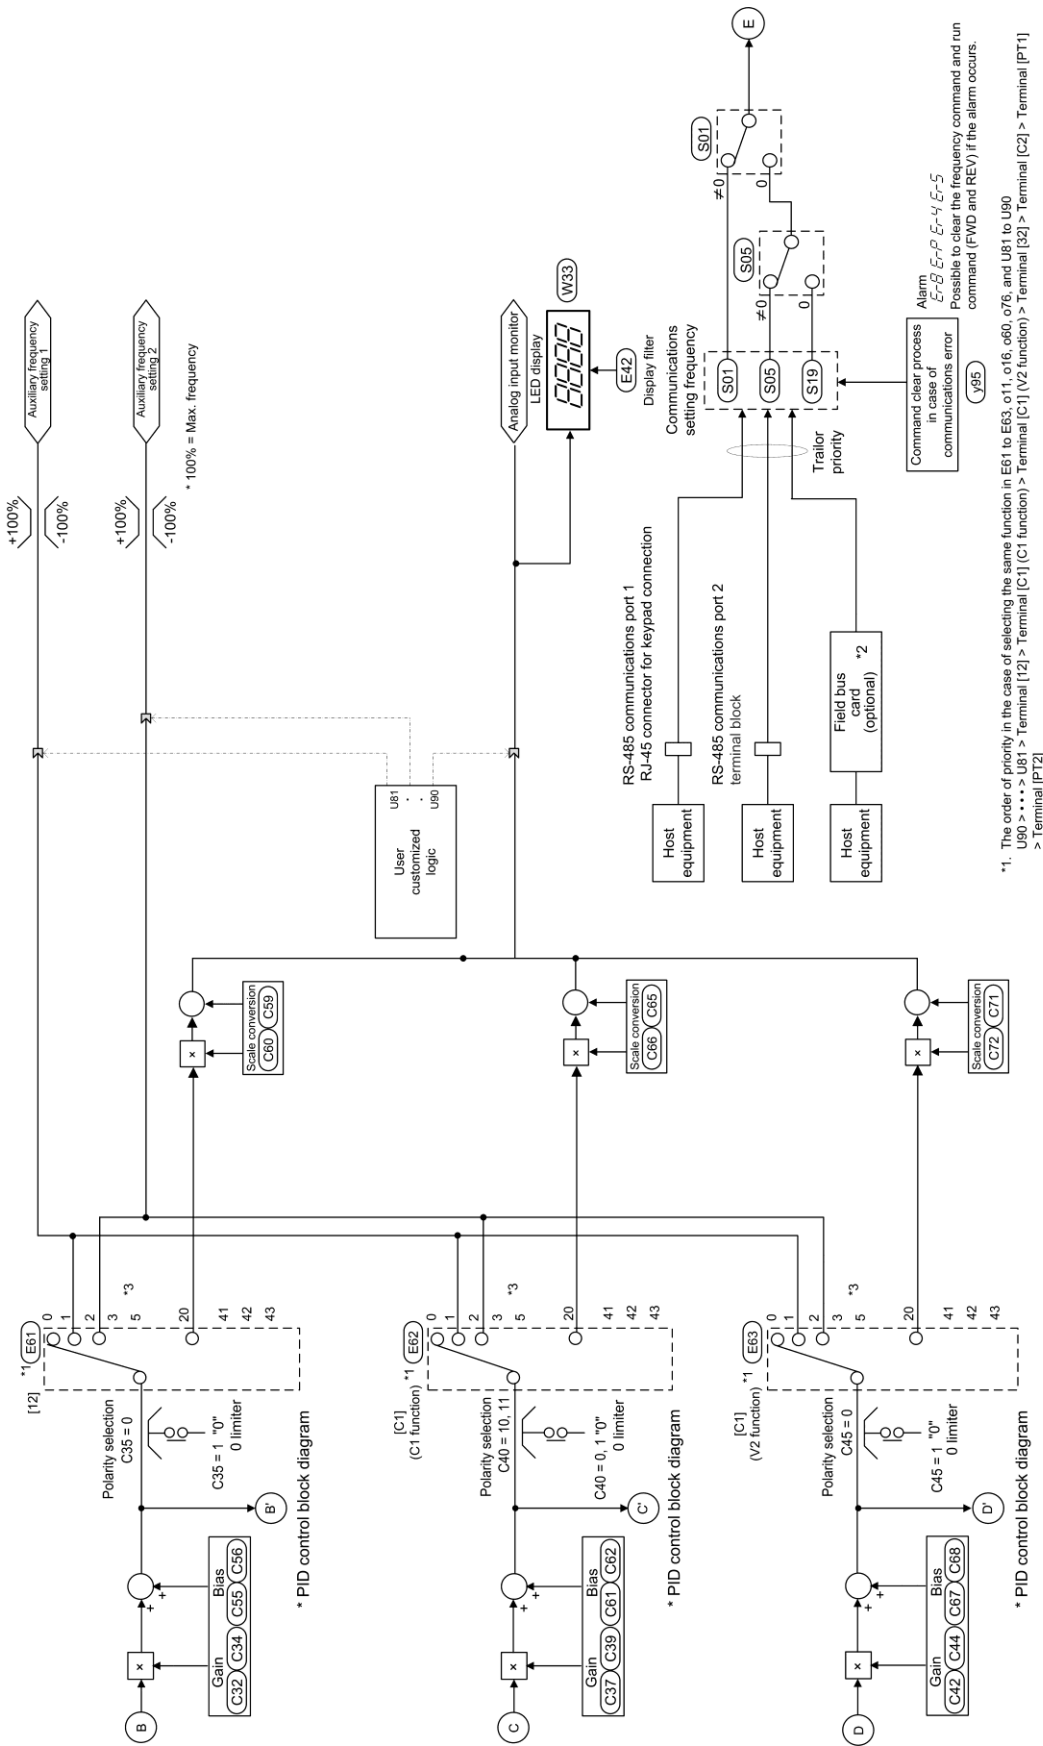 Auxiliary frequency
setting 1
+100%
-100%
Auxiliary frequency
setting 2
+100%
-100%
* 100% = Max. frequency
User
customized
logic
U81
·
·
U90
Analog input monitor
LED display
8888
W33
E42
Display filter
B
×
+
+
Gain
Bias
C32
C34
C55
C56
B'
Polarity selection
C35 = 0
C35 = 1 "0"
0 limiter
* PID control block diagram
[12]
*1
E61
0
1
2
3
*3
5
20
41
42
43
×
Scale conversion
C60
C59
C
×
+
+
Gain
Bias
C37
C39
C61
C62
C'
Polarity selection
C40 = 10, 11
C40 = 0, 1 "0"
0 limiter
* PID control block diagram
[C1]
(C1 function)
*1
E62
0
1
2
3
*3
5
20
41
42
43
×
Scale conversion
C66
C65
D
×
+
+
Gain
Bias
C42
C44
C67
C68
D'
Polarity selection
C45 = 0
C45 = 1 "0"
0 limiter
* PID control block diagram
[C1]
(V2 function)
*1
E63
0
1
2
3
*3
5
20
41
42
43
×
Scale conversion
C72
C71
RS-485 communications port 1
RJ-45 connector for keypad connection
Host
equipment
RS-485 communications port 2
terminal block
Host
equipment
Field bus
card
(optional)
*2
Host
equipment
Trailor
priority
Communications
setting frequency
S01
S05
S19
≠0
S05
≠0
0
S01
0
E
Command clear process
in case of
communications error
y95
Alarm
Er8 ErP Er4 Er5
Possible to clear the frequency command and run
command (FWD and REV) if the alarm occurs.
*1. The order of priority in the case of selecting the same function in E61 to E63, o11, o16, o60, o76, and U81 to U90
U90 > •••• > U81 > Terminal [12] > Terminal [C1] (C1 function) > Terminal [C1] (V2 function) > Terminal [32] > Terminal [C2] > Terminal [PT1]
> Terminal [PT2]